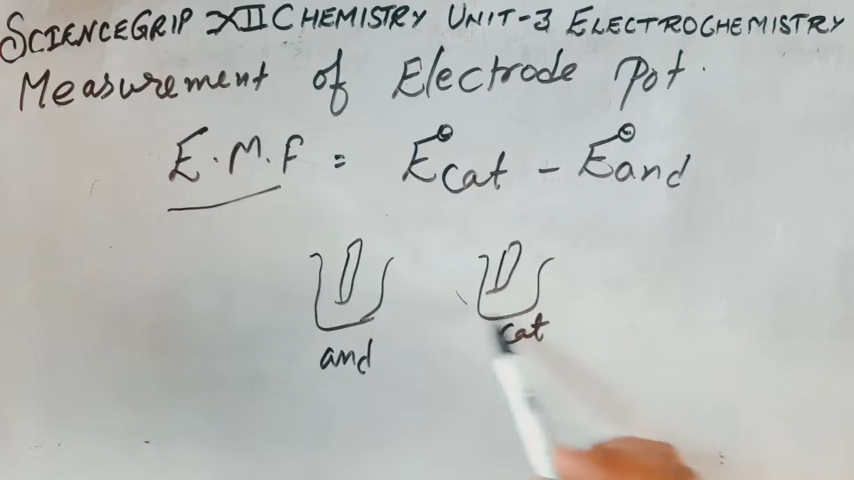 SCIENCEGRIP XII CHEMISTRY UNIT-3 ELECTROCHEMISTRY
Measurement of Electrode Pot.
E.M.F = E⊖cat - E⊖and
and
cat